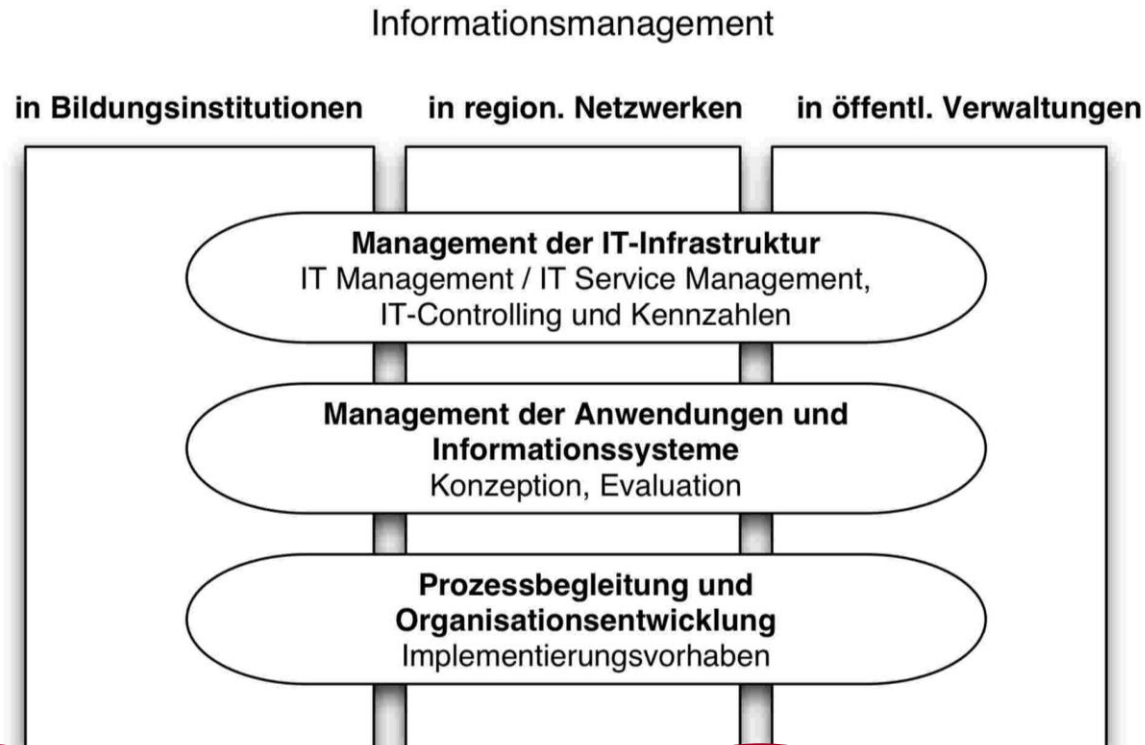 Informationsmanagement
in Bildungsinstitutionen
in region. Netzwerken
in öffentl. Verwaltungen
Management der IT-Infrastruktur
IT Management / IT Service Management,
IT-Controlling und Kennzahlen
Management der Anwendungen und
Informationssysteme
Konzeption, Evaluation
Prozessbegleitung und
Organisationsentwicklung
Implementierungsvorhaben